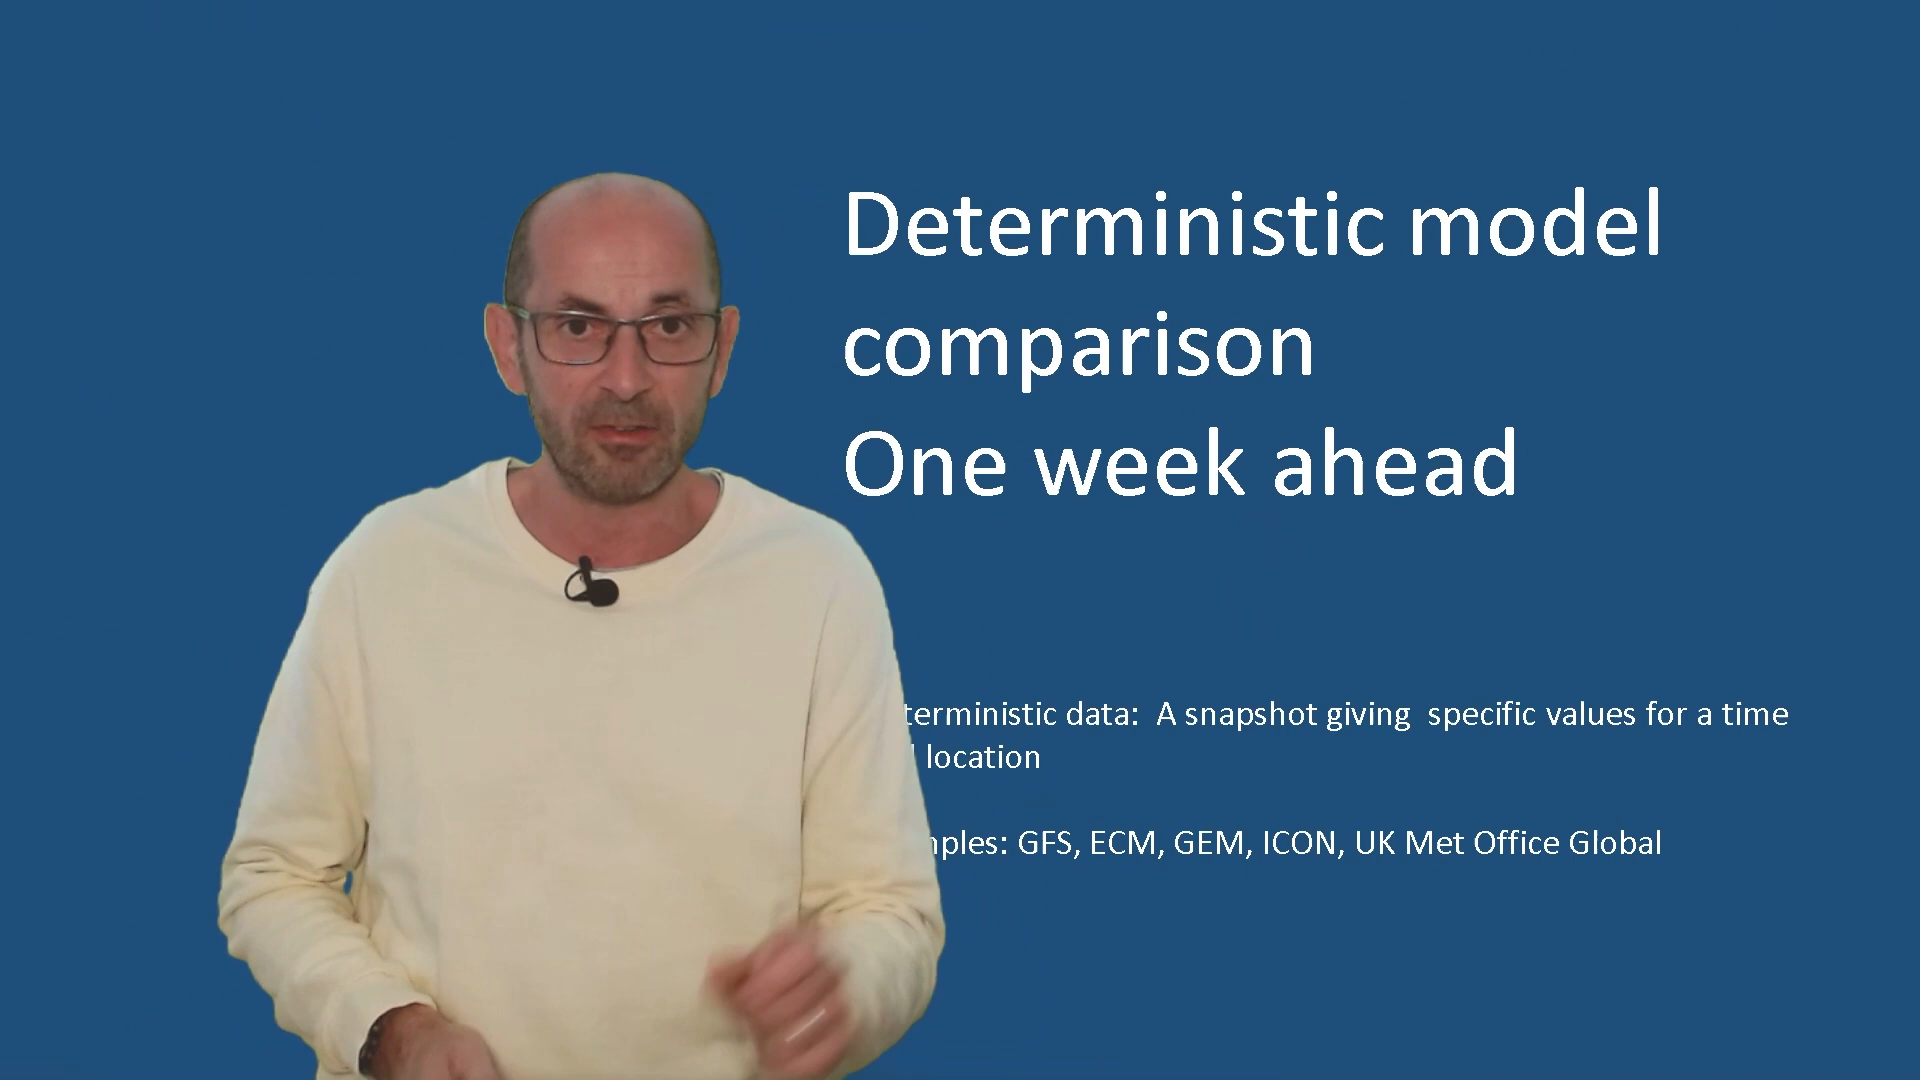 Deterministic model
comparison
One week ahead
terministic data:  A snapshot giving  specific values for a time
location
nples: GFS, ECM, GEM, ICON, UK Met Office Global